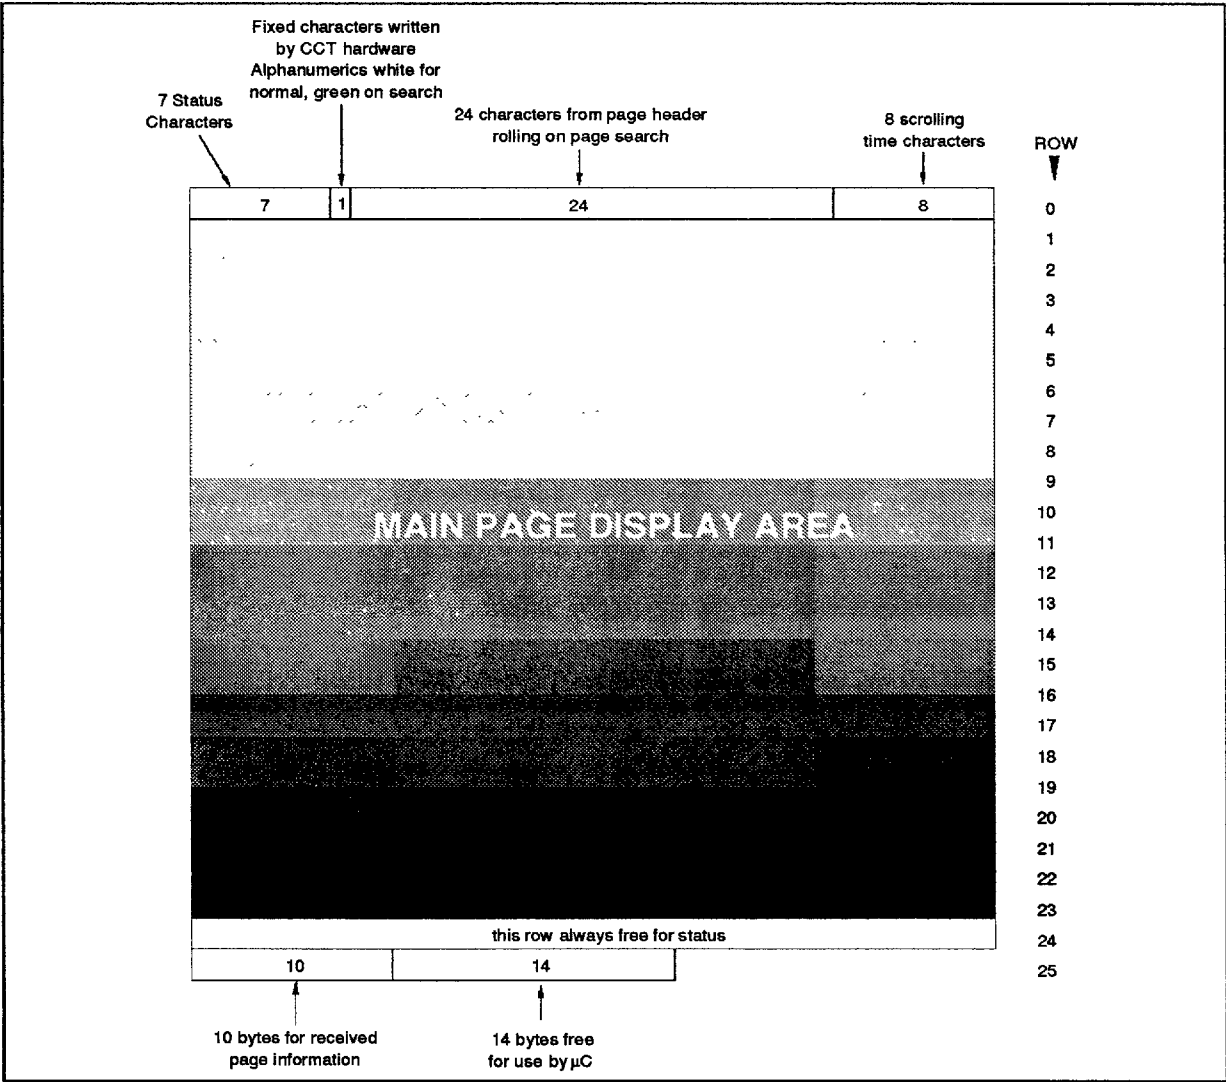 Fixed characters written
by CCT hardware
Alphanumerics white for
normal, green on search
7 Status
Characters
24 characters from page header
rolling on page search
8 scrolling
time characters
ROW
7 1 24 8
0
1
2
3
4
5
6
7
8
9
MAIN PAGE DISPLAY AREA
10
11
12
13
14
15
16
17
18
19
20
21
22
23
this row always free for status
24
10 14
25
10 bytes for received
page information
14 bytes free
for use by μC